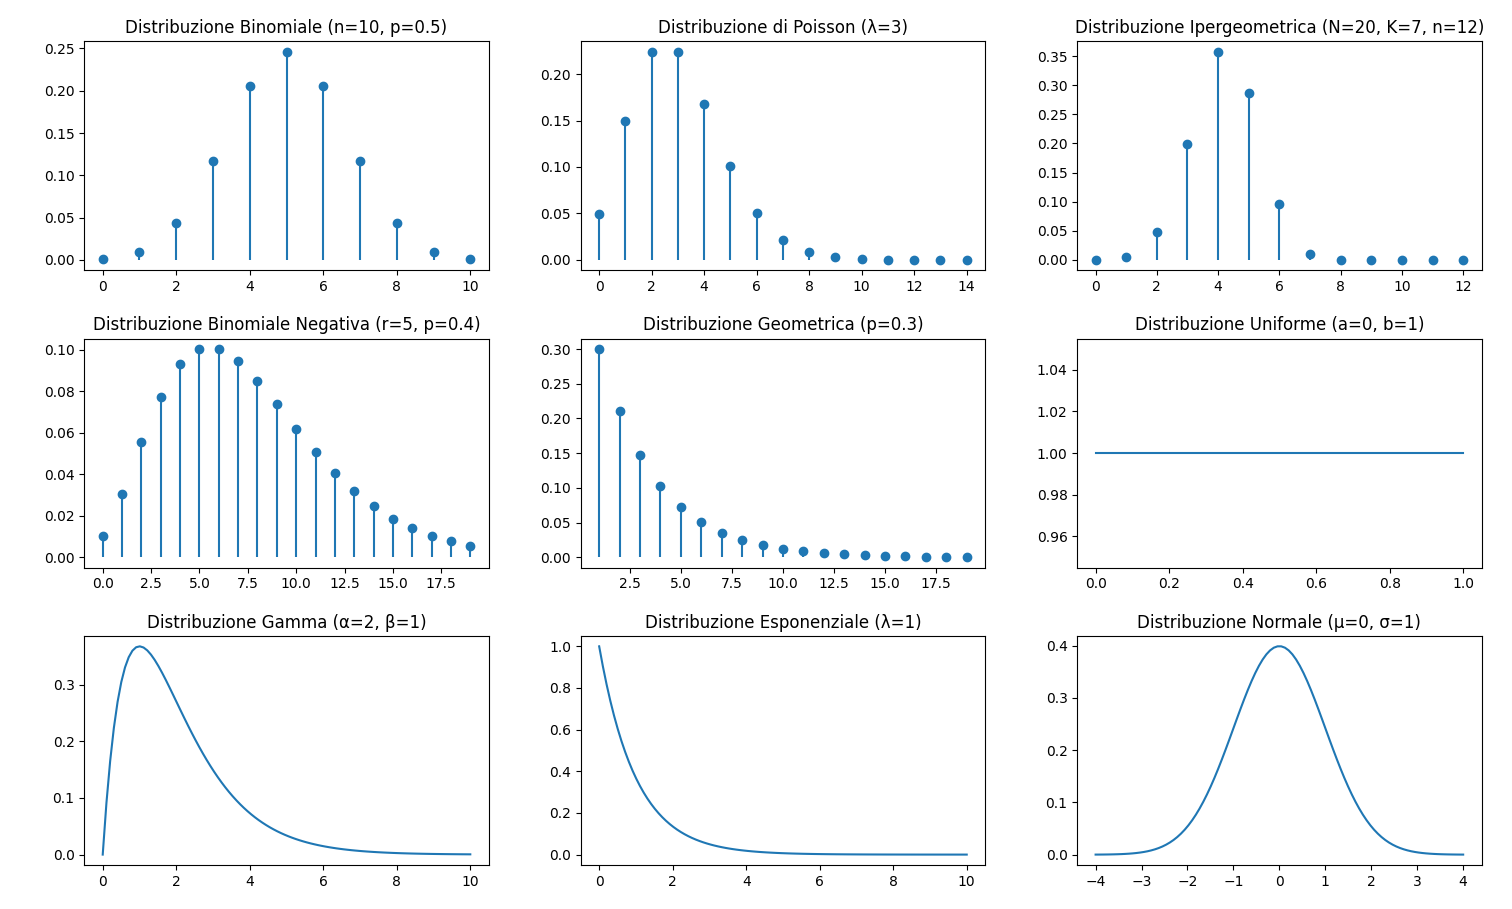 Distribuzione Binomiale (n=10, p=0.5)
0.25
0.20
0.15
0.10
0.05
0.00
0 2 4 6 8 10
Distribuzione di Poisson (λ=3)
0.20
0.15
0.10
0.05
0.00
0 2 4 6 8 10 12 14
Distribuzione Ipergeometrica (N=20, K=7, n=12)
0.35
0.30
0.25
0.20
0.15
0.10
0.05
0.00
0 2 4 6 8 10 12
Distribuzione Binomiale Negativa (r=5, p=0.4)
0.10
0.08
0.06
0.04
0.02
0.00
0.0 2.5 5.0 7.5 10.0 12.5 15.0 17.5
Distribuzione Geometrica (p=0.3)
0.30
0.25
0.20
0.15
0.10
0.05
0.00
2.5 5.0 7.5 10.0 12.5 15.0 17.5
Distribuzione Uniforme (a=0, b=1)
1.04
1.02
1.00
0.98
0.96
0.0 0.2 0.4 0.6 0.8 1.0
Distribuzione Gamma (α=2, β=1)
0.3
0.2
0.1
0.0
0 2 4 6 8 10
Distribuzione Esponenziale (λ=1)
1.0
0.8
0.6
0.4
0.2
0.0
0 2 4 6 8 10
Distribuzione Normale (μ=0, σ=1)
0.4
0.3
0.2
0.1
0.0
−4 −3 −2 −1 0 1 2 3 4